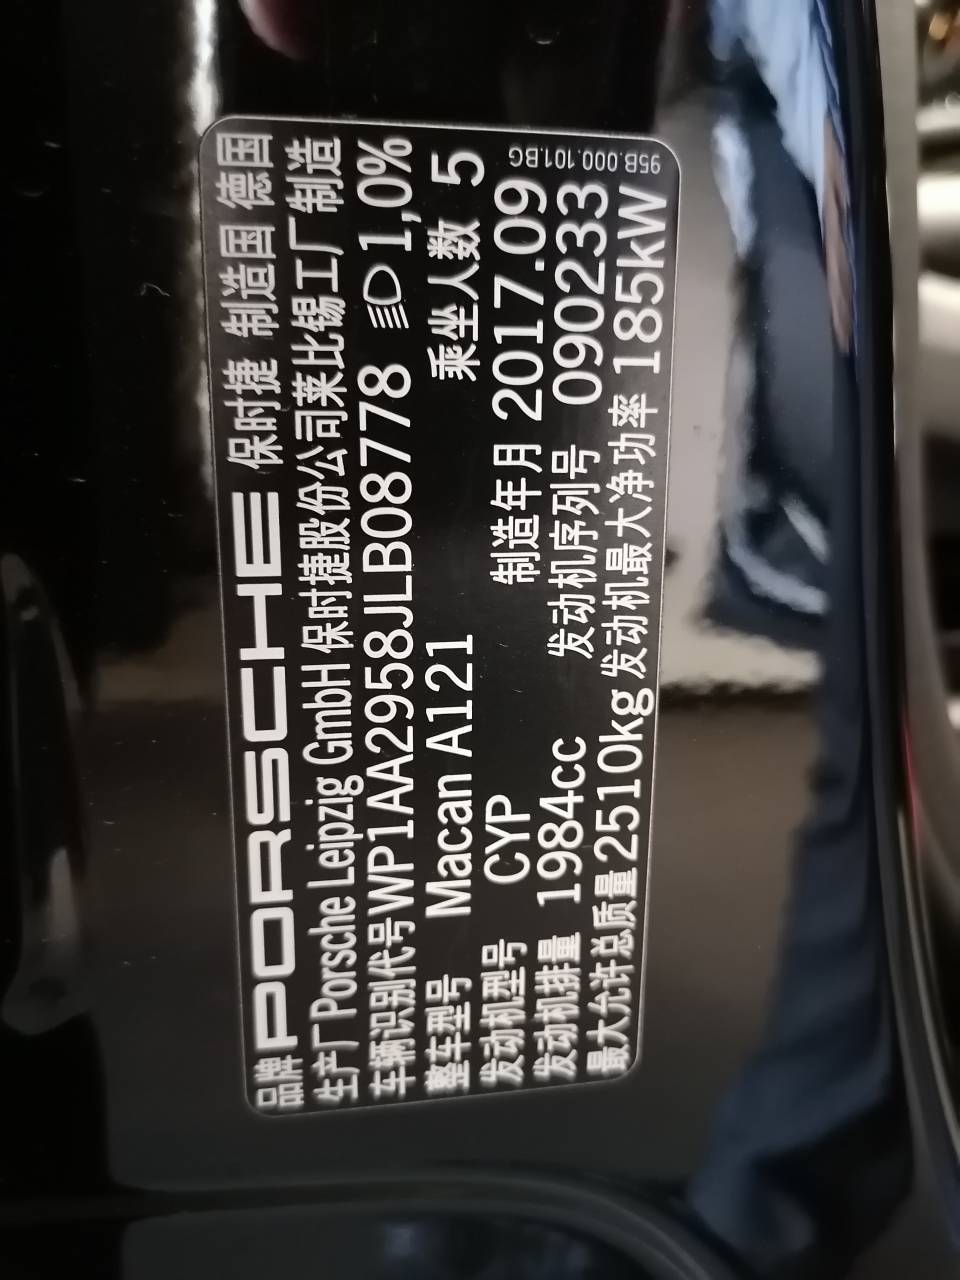 品牌 PORSCHE 保时捷 制造国 德国
生产厂 Porsche Leipzig GmbH 保时捷股份公司莱比锡工厂制造
车辆识别代号 WP1AA2958JLB08778 1,0%
整车型号 Macan A121 乘坐人数 5
发动机型号 CYP 制造年月 2017.09
发动机排量 1984cc 发动机序列号 090233
最大允许总质量 2510kg 发动机最大净功率 185kW
95B.000.101.BG